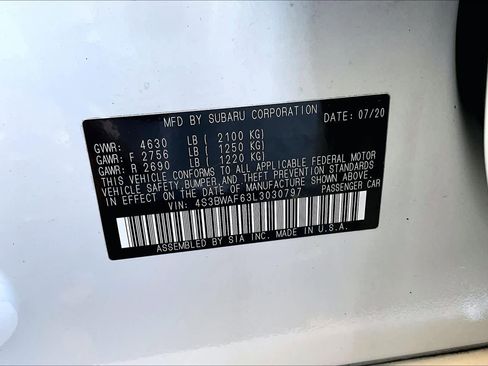 MFD BY SUBARU CORPORATION DATE: 07/20
GVWR: 4630 LB ( 2100 KG)
GAWR: F 2756 LB ( 1250 KG)
GAWR: R 2690 LB ( 1220 KG)
THIS VEHICLE CONFORMS TO ALL APPLICABLE FEDERAL MOTOR
VEHICLE SAFETY,BUMPER,AND THEFT PREVENTION STANDARDS
IN EFFECT ON THE DATE OF MANUFACTURE SHOWN ABOVE.
VIN: 4S3BWAF63L3030797 PASSENGER CAR
ASSEMBLED BY SIA INC. MADE IN U.S.A.